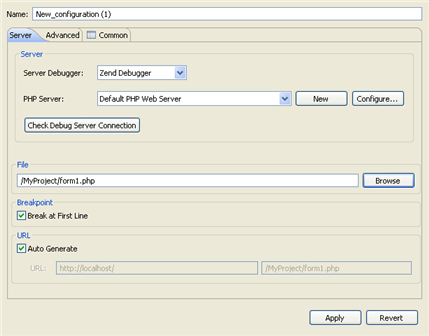 Name: New_configuration (1)
Server Advanced Common
Server
Server Debugger: Zend Debugger
PHP Server: Default PHP Web Server New Configure...
Check Debug Server Connection
File
/MyProject/form1.php Browse
Breakpoint
Break at First Line
URL
Auto Generate
URL: http://localhost/ /MyProject/form1.php
Apply Revert